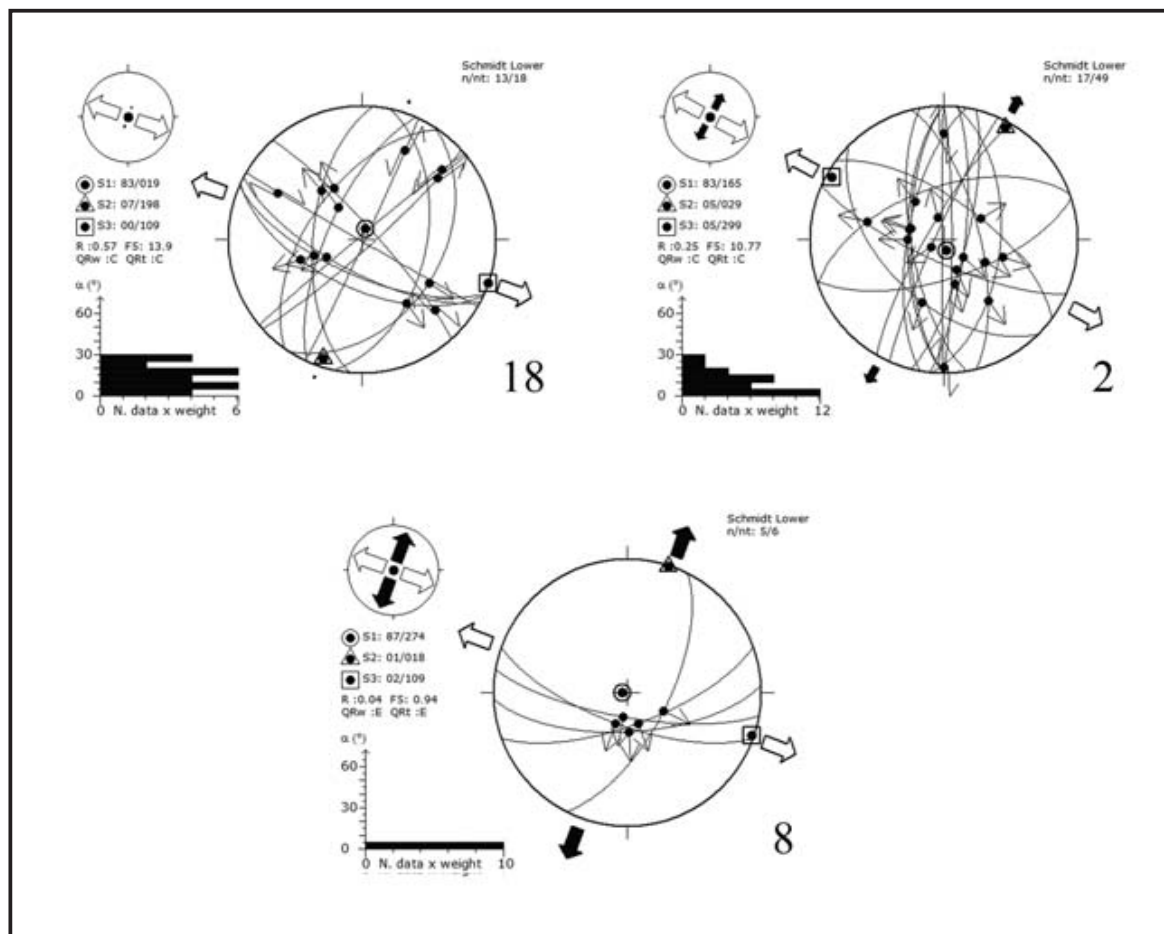 Schmidt Lower
n/nt: 13/18
S1: 83/019
S2: 07/198
S3: 00/109
R :0.57 FS: 13.9
QRw :C QRt :C
α (°)
60
30
0
0 N. data x weight 6
18
Schmidt Lower
n/nt: 17/49
S1: 83/165
S2: 05/029
S3: 05/299
R :0.25 FS: 10.77
QRw :C QRt :C
α (°)
60
30
0
0 N. data x weight 12
2
Schmidt Lower
n/nt: 5/6
S1: 87/274
S2: 01/018
S3: 02/109
R :0.04 FS: 0.94
QRw :E QRt :E
α (°)
60
30
0
0 N. data x weight 10
8